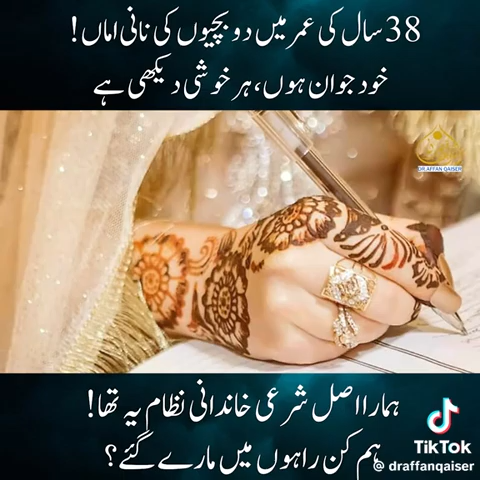 38 سال کی عمر میں دو بچیوں کی نانی اماں!
خود جوان ہوں، ہر خوشی دیکھی ہے
DR.AFFAN QAISER
ہمارا اصل شرعی خاندانی نظام یہ تھا!
ہم کن راہوں میں مارے گئے؟
TikTok
@draffanqaiser